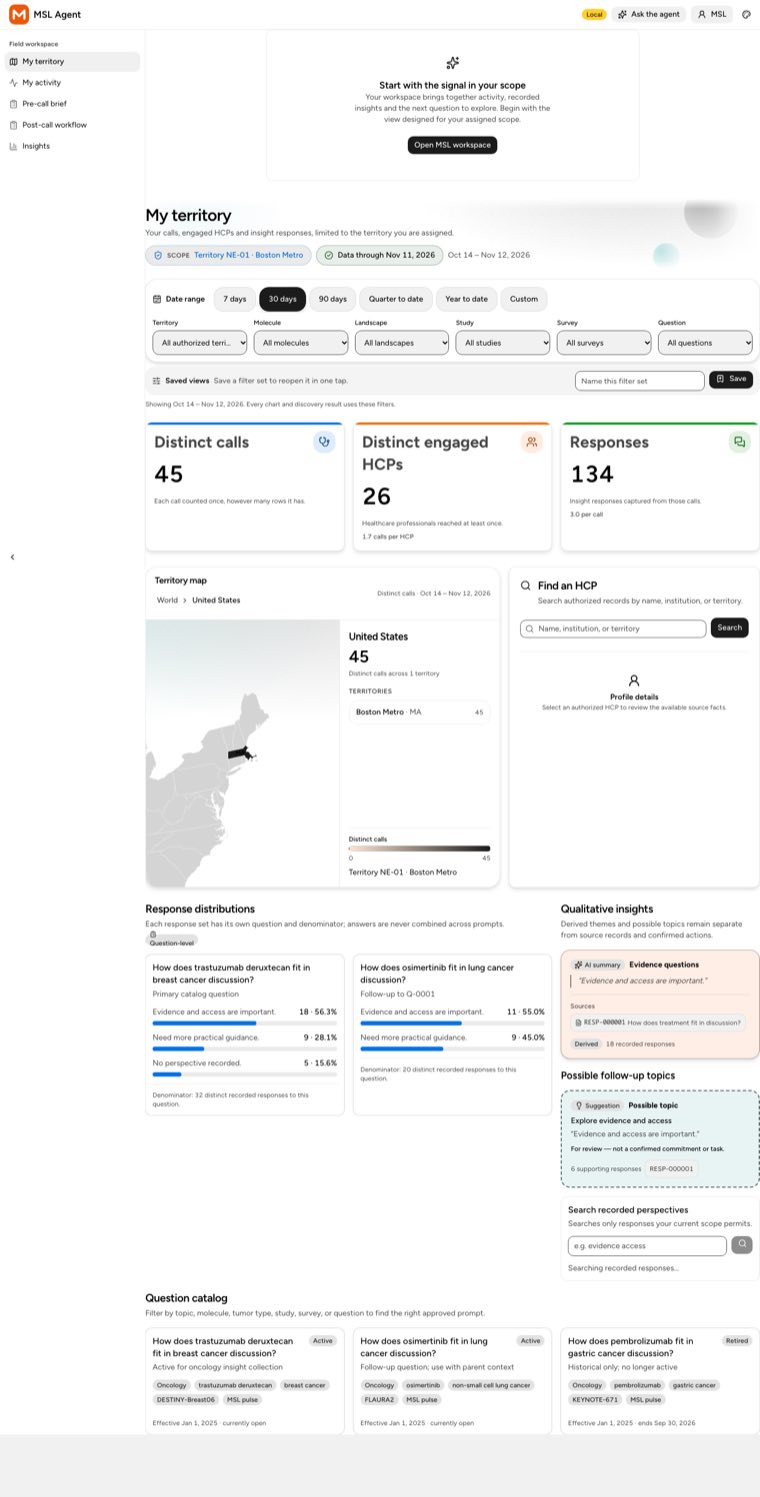 MSL Agent
Local
Ask the agent
MSL
Field workspace
My territory
My activity
Pre-call brief
Post-call workflow
Insights
Start with the signal in your scope
Your workspace brings together activity, recorded
insights and the next question to explore. Begin with the
view designed for your assigned scope.
Open MSL workspace
My territory
Your calls, engaged HCPs and insight responses, limited to the territory you are assigned.
SCOPE Territory NE-01 · Boston Metro
Data through Nov 11, 2026
Oct 14 – Nov 12, 2026
Date range
7 days
30 days
90 days
Quarter to date
Year to date
Custom
Territory
Molecule
Landscape
Study
Survey
Question
All authorized terri...
All molecules
All landscapes
All studies
All surveys
All questions
Saved views Save a filter set to reopen it in one tap.
Name this filter set
Save
Showing Oct 14 – Nov 12, 2026. Every chart and discovery result uses these filters.
Distinct calls
45
Each call counted once, however many rows it has.
Distinct engaged
HCPs
26
Healthcare professionals reached at least once.
1.7 calls per HCP
Responses
134
Insight responses captured from those calls.
3.0 per call
Territory map
World > United States
Distinct calls · Oct 14 – Nov 12, 2026
United States
45
Distinct calls across 1 territory
TERRITORIES
Boston Metro · MA 45
Distinct calls
0 45
Territory NE-01 · Boston Metro
Find an HCP
Search authorized records by name, institution, or territory.
Name, institution, or territory
Search
Profile details
Select an authorized HCP to review the available source facts.
Response distributions
Each response set has its own question and denominator; answers are never combined across prompts.
Question-level
How does trastuzumab deruxtecan fit in
breast cancer discussion?
Primary catalog question
Evidence and access are important. 18 · 56.3%
Need more practical guidance. 9 · 28.1%
No perspective recorded. 5 · 15.6%
Denominator: 32 distinct recorded responses to this
question.
How does osimertinib fit in lung cancer
discussion?
Follow-up to Q-0001
Evidence and access are important. 11 · 55.0%
Need more practical guidance. 9 · 45.0%
Denominator: 20 distinct recorded responses to this
question.
Qualitative insights
Derived themes and possible topics remain separate
from source records and confirmed actions.
AI summary Evidence questions
"Evidence and access are important."
Sources
RESP-000001 How does treatment fit in discussion?
Derived 18 recorded responses
Possible follow-up topics
Suggestion Possible topic
Explore evidence and access
"Evidence and access are important."
For review — not a confirmed commitment or task.
6 supporting responses RESP-000001
Search recorded perspectives
Searches only responses your current scope permits.
e.g. evidence access
Searching recorded responses...
Question catalog
Filter by topic, molecule, tumor type, study, survey, or question to find the right approved prompt.
How does trastuzumab deruxtecan
fit in breast cancer discussion?
Active
Active for oncology insight collection
Oncology trastuzumab deruxtecan breast cancer
DESTINY-Breast06 MSL pulse
Effective Jan 1, 2025 · currently open
How does osimertinib fit in lung
cancer discussion?
Active
Follow-up question; use with parent context
Oncology osimertinib non-small cell lung cancer
FLAURA2 MSL pulse
Effective Jan 1, 2025 · currently open
How does pembrolizumab fit in
gastric cancer discussion?
Retired
Historical only; no longer active
Oncology pembrolizumab gastric cancer
KEYNOTE-671 MSL pulse
Effective Jan 1, 2025 · ends Sep 30, 2026